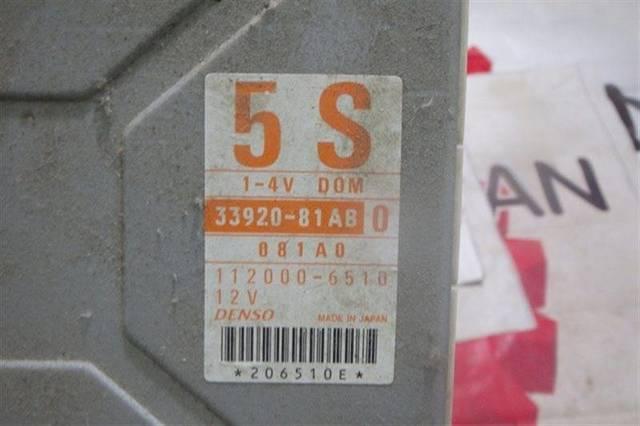 5 S
1-4V DOM
33920-81AB 0
081A0
112000-6510
12V
DENSO MADE IN JAPAN
*206510E*
AN